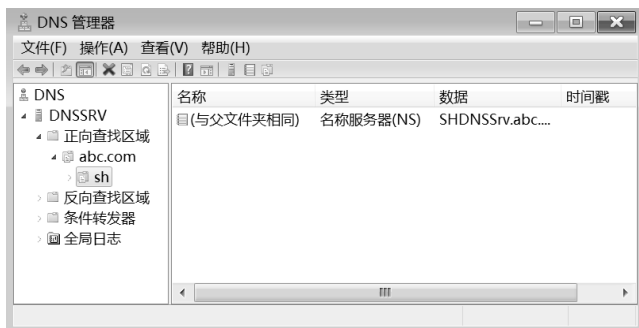 DNS 管理器
文件(F) 操作(A) 查看(V) 帮助(H)
DNS
DNSSRV
正向查找区域
abc.com
sh
反向查找区域
条件转发器
全局日志
名称 类型 数据 时间戳
(与父文件夹相同) 名称服务器(NS) SHDNSSrv.abc....